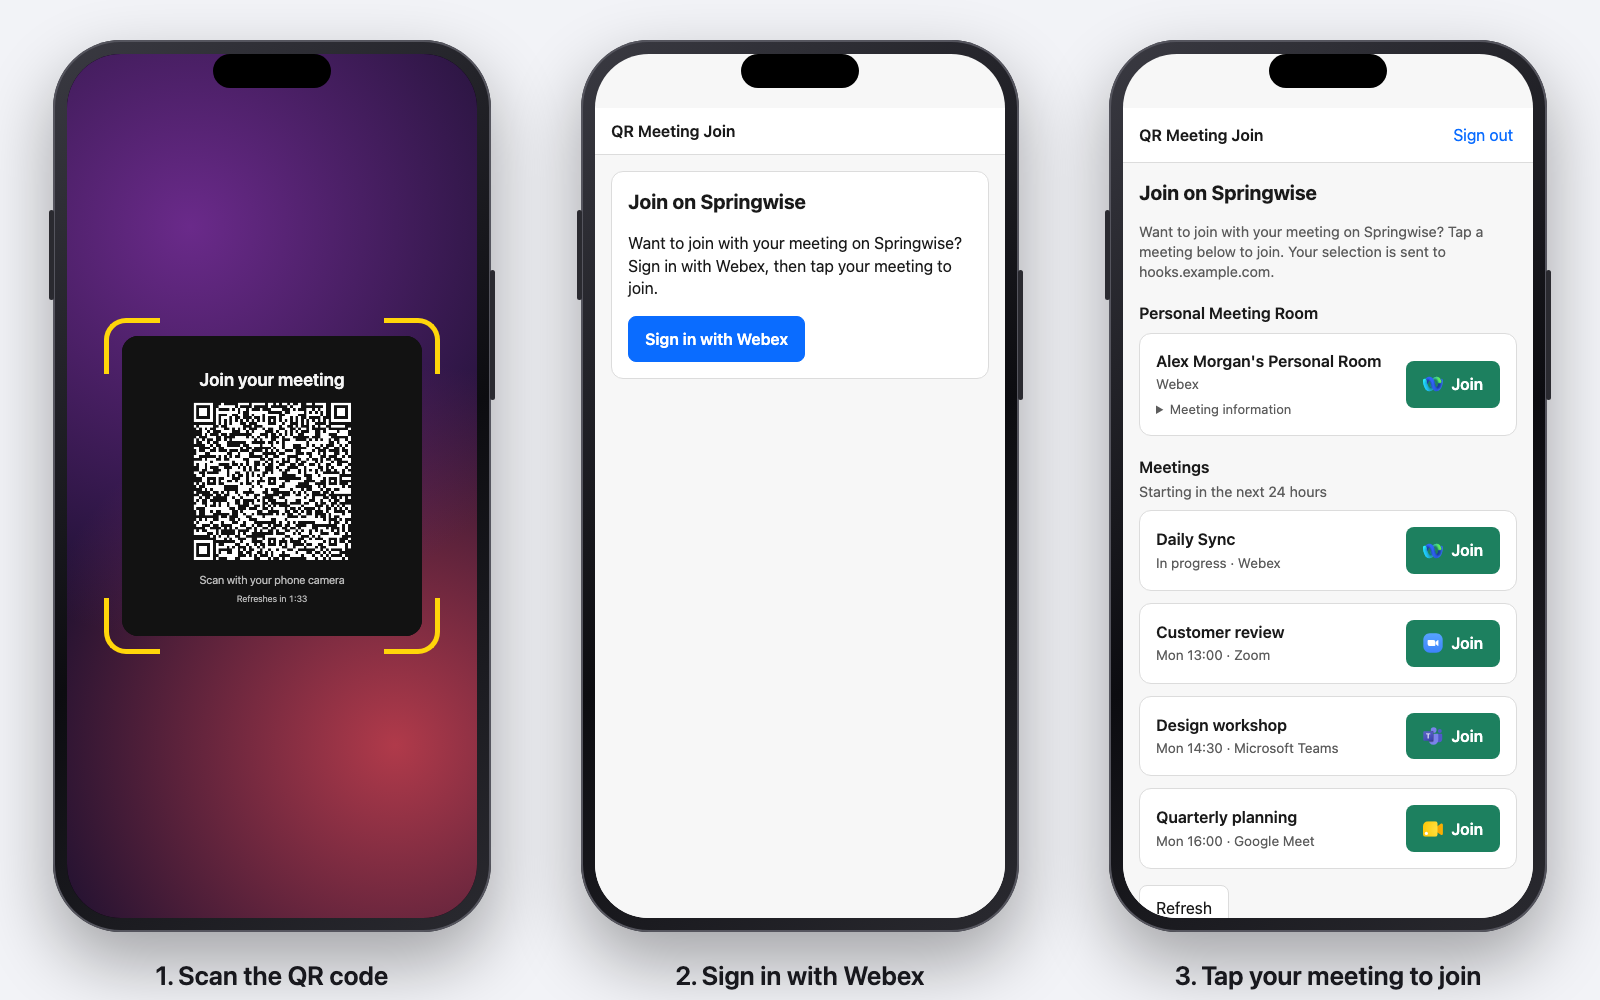 Join your meeting
Scan with your phone camera
Refreshes in 1:33
1. Scan the QR code
QR Meeting Join
Join on Springwise
Want to join with your meeting on Springwise?
Sign in with Webex, then tap your meeting to
join.
Sign in with Webex
2. Sign in with Webex
QR Meeting Join
Sign out
Join on Springwise
Want to join with your meeting on Springwise? Tap a
meeting below to join. Your selection is sent to
hooks.example.com.
Personal Meeting Room
Alex Morgan's Personal Room
Webex
Meeting information
Join
Meetings
Starting in the next 24 hours
Daily Sync
In progress · Webex
Join
Customer review
Mon 13:00 · Zoom
Join
Design workshop
Mon 14:30 · Microsoft Teams
Join
Quarterly planning
Mon 16:00 · Google Meet
Join
Refresh
3. Tap your meeting to join